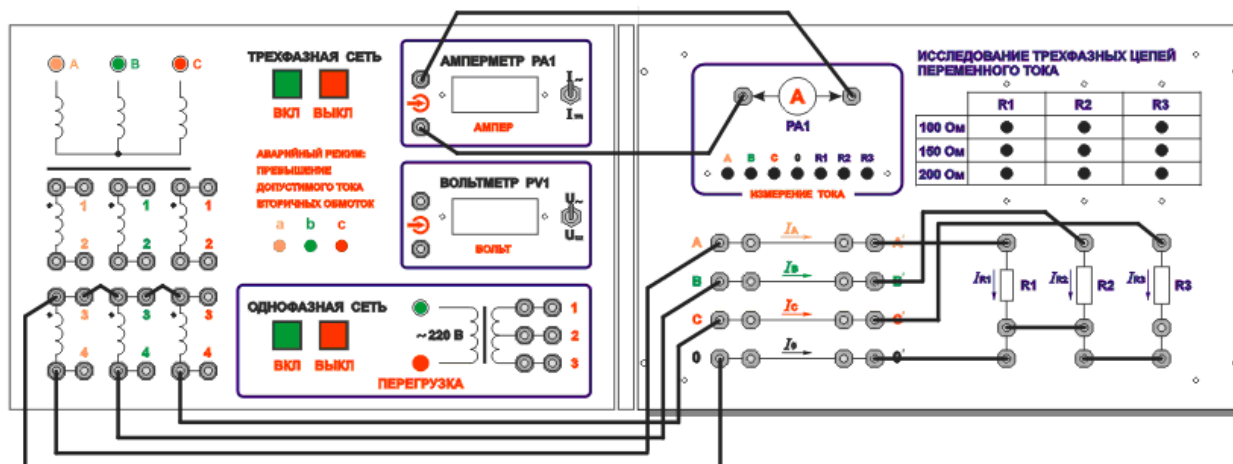 A B C
ТРЕХФАЗНАЯ СЕТЬ
ВКЛ ВЫКЛ
АВАРИЙНЫЙ РЕЖИМ:
ПРЕВЫШЕНИЕ
ДОПУСТИМОГО ТОКА
ВТОРИЧНЫХ ОБМОТОК
a b c
1 1 1
2 2 2
3 3 3
4 4 4
АМПЕРМЕТР PA1
I~
I=
АМПЕР
ВОЛЬТМЕТР PV1
U~
U=
ВОЛЬТ
ОДНОФАЗНАЯ СЕТЬ
ВКЛ ВЫКЛ
~220 В
ПЕРЕГРУЗКА
1
2
3
A
PA1
A B C 0 R1 R2 R3
ИЗМЕРЕНИЕ ТОКА
ИССЛЕДОВАНИЕ ТРЕХФАЗНЫХ ЦЕПЕЙ
ПЕРЕМЕННОГО ТОКА
R1 R2 R3
100 Ом
150 Ом
200 Ом
A IA A'
B IB B'
C IC C'
0 I0 0'
IR1 R1 IR2 R2 IR3 R3